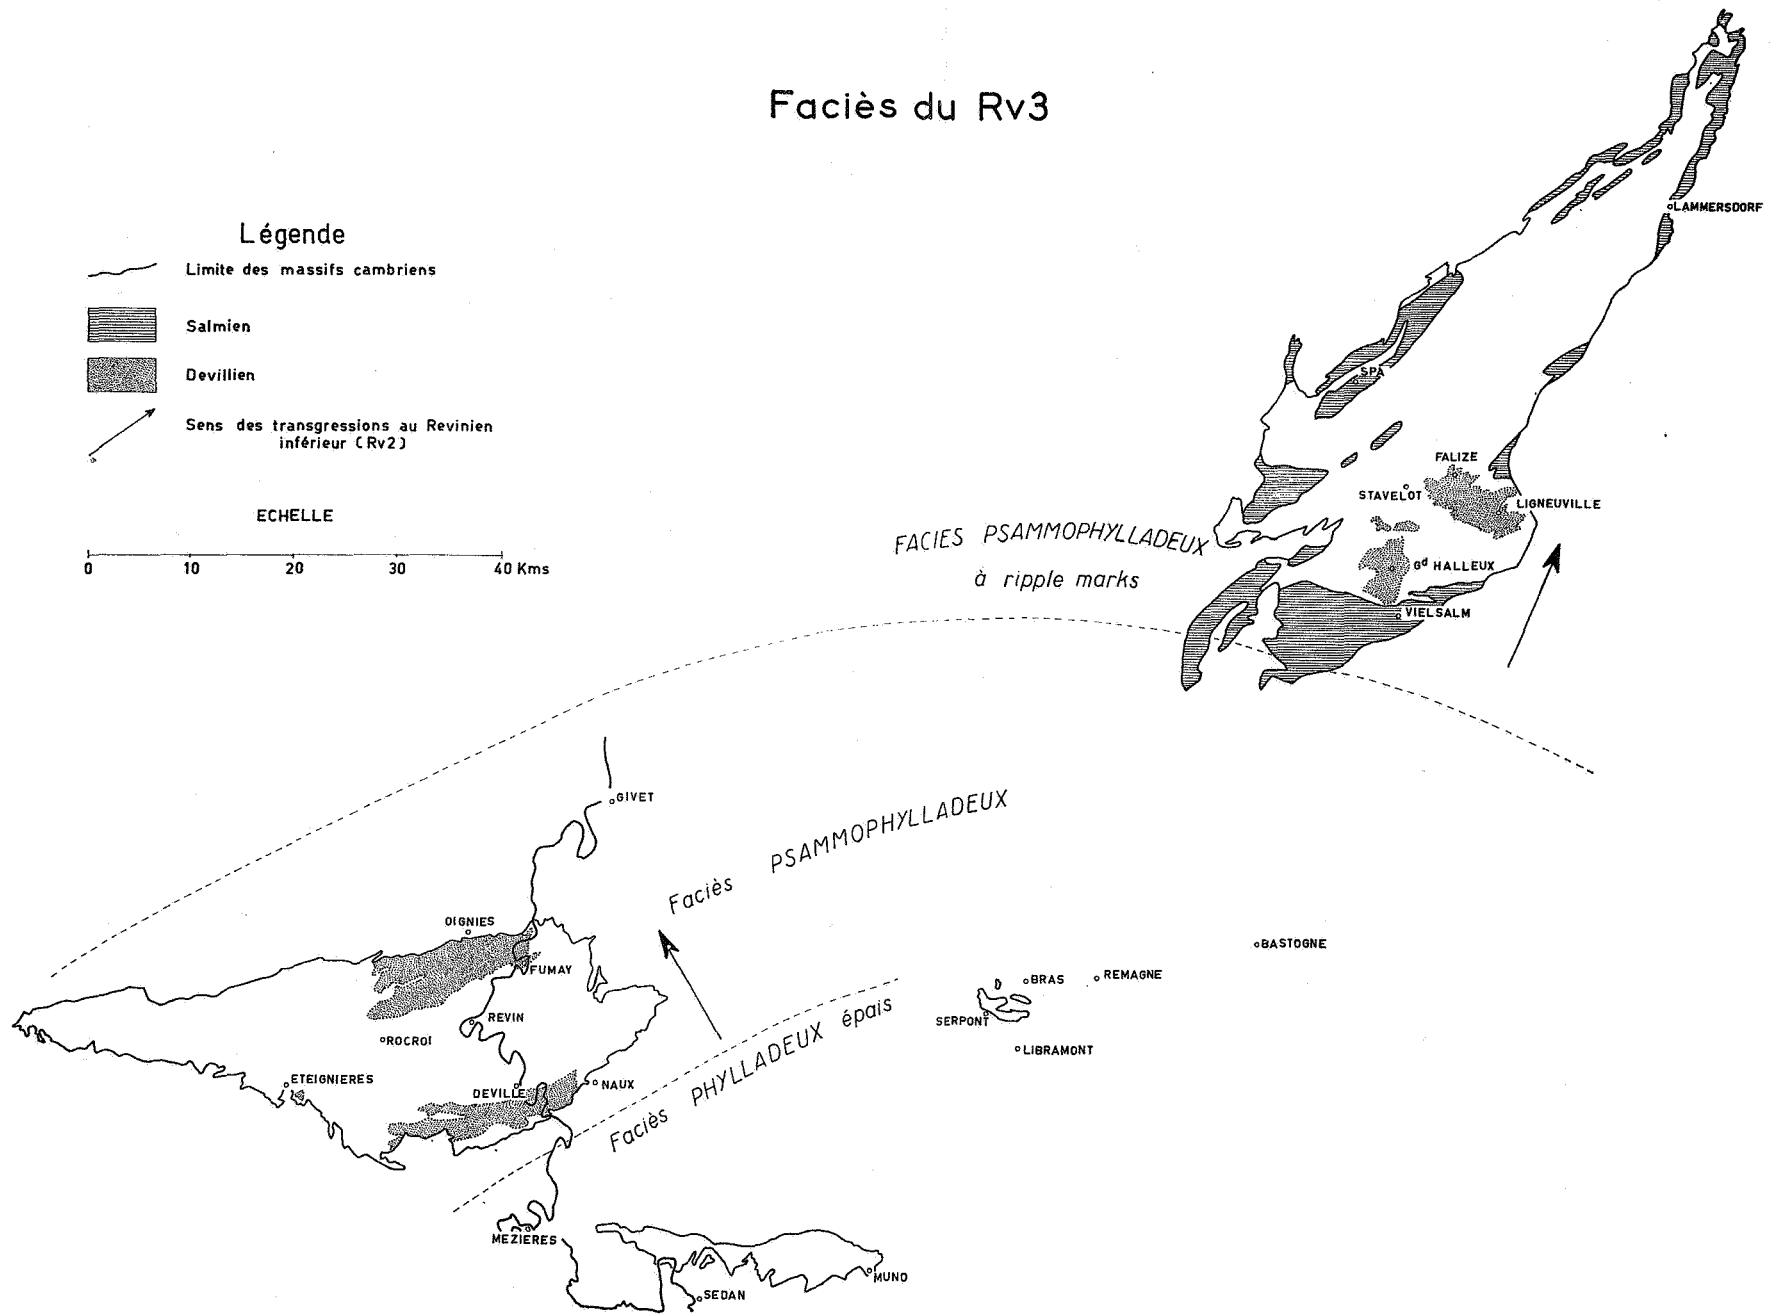 Faciès du Rv3
Légende
Limite des massifs cambriens
Salmien
Devillien
Sens des transgressions au Revinien
inférieur (Rv2)
ECHELLE
0 10 20 30 40 Kms
LAMMERSDORF
SPA
FALIZE
STAVELOT
LIGNEUVILLE
FACIES PSAMMOPHYLLADEUX
à ripple marks
Gd HALLEUX
VIELSALM
GIVET
Faciès PSAMMOPHYLLADEUX
OIGNIES
FUMAY
BASTOGNE
BRAS
REMAGNE
SERPONT
LIBRAMONT
REVIN
ROCROI
ETEIGNIERES
DEVILLE
NAUX
Faciès PHYLLADEUX épais
MEZIERES
MUNO
SEDAN